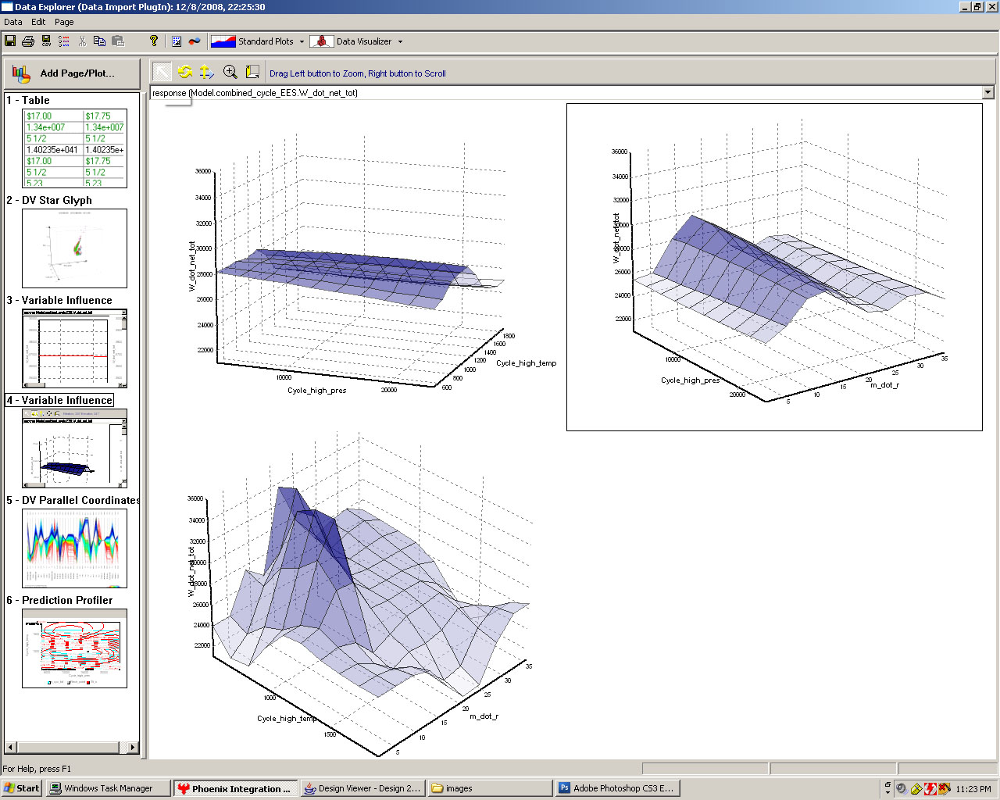 Data Explorer (Data Import PlugIn): 12/8/2008, 22:25:30
Data Edit Page
Standard Plots Data Visualizer
Add Page/Plot...
Drag Left button to Zoom, Right button to Scroll
response (Model.combined_cycle_EES.W_dot_net_tot)
1 - Table
$17.00 $17.75
1.34e+007 1.34e+007
5 1/2 5 1/2
1.40235e+041 1.40235e+
$17.00 $17.75
5 1/2 5 1/2
5.23 5.23
2 - DV Star Glyph
3 - Variable Influence
4 - Variable Influence
5 - DV Parallel Coordinates
6 - Prediction Profiler
36000
34000
32000
30000
28000
26000
24000
22000
W_dot_net_tot
10000
20000
Cycle_high_pres
600
800
1000
1200
1400
1600
1800
Cycle_high_temp
36000
34000
32000
30000
28000
26000
24000
22000
W_dot_net_tot
10000
20000
Cycle_high_pres
5
10
15
20
25
30
35
m_dot_r
36000
34000
32000
30000
28000
26000
24000
22000
W_dot_net_tot
1000
1500
Cycle_high_temp
5
10
15
20
25
30
35
m_dot_r
For Help, press F1
Start
Windows Task Manager
Phoenix Integration ...
Design Viewer - Design 2...
images
Adobe Photoshop CS3 E...
11:23 PM